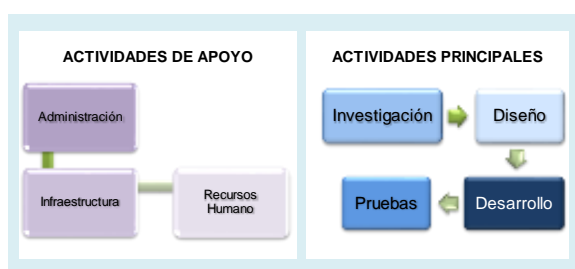 ACTIVIDADES DE APOYO
Administración
Infraestructura
Recursos
Humano
ACTIVIDADES PRINCIPALES
Investigación
Diseño
Desarrollo
Pruebas